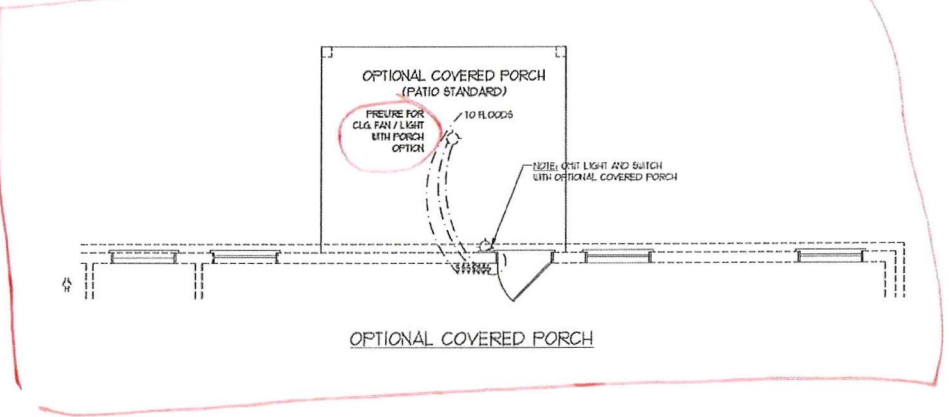 OPTIONAL COVERED PORCH
(PATIO STANDARD)
PREWIRE FOR
CLG. FAN / LIGHT
WITH PORCH
OPTION
TO FLOODS
NOTE: OMIT LIGHT AND SWITCH
WITH OPTIONAL COVERED PORCH
OPTIONAL COVERED PORCH